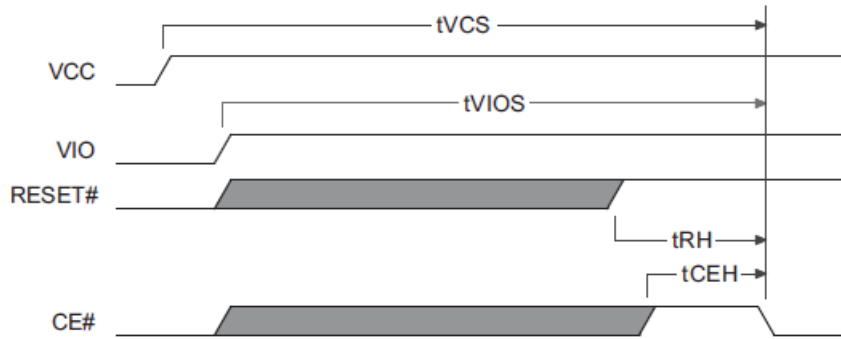 tVCS
VCC
tVIOS
VIO
RESET#
tRH
tCEH
CE#